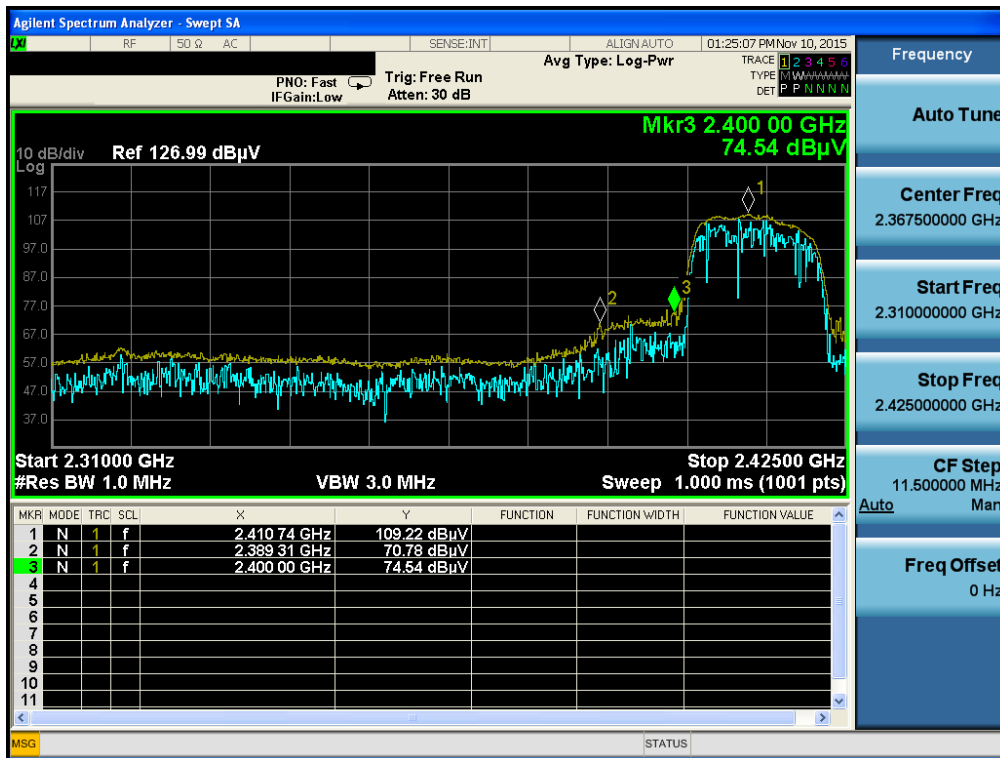 Agilent Spectrum Analyzer - Swept SA
LXI RF 50 Ω AC SENSE:INT ALIGN AUTO 01:25:07 PM Nov 10, 2015
Frequency
Avg Type: Log-Pwr TRACE 1 2 3 4 5 6
PNO: Fast Trig: Free Run TYPE M W
IFGain:Low Atten: 30 dB DET P P N N N N
Auto Tune
Mkr3 2.400 00 GHz
10 dB/div Ref 126.99 dBµV 74.54 dBµV
Log
117
107
97.0
87.0
77.0
67.0
57.0
47.0
37.0
1
2
3
Center Freq
2.367500000 GHz
Start Freq
2.310000000 GHz
Stop Freq
2.425000000 GHz
Start 2.31000 GHz Stop 2.42500 GHz
#Res BW 1.0 MHz VBW 3.0 MHz Sweep 1.000 ms (1001 pts)
CF Step
11.500000 MHz
Auto Man
MKR MODE TRC SCL X Y FUNCTION FUNCTION WIDTH FUNCTION VALUE
1 N 1 f 2.410 74 GHz 109.22 dBµV
2 N 1 f 2.389 31 GHz 70.78 dBµV
3 N 1 f 2.400 00 GHz 74.54 dBµV
4
5
6
7
8
9
10
11
Freq Offset
0 Hz
MSG STATUS